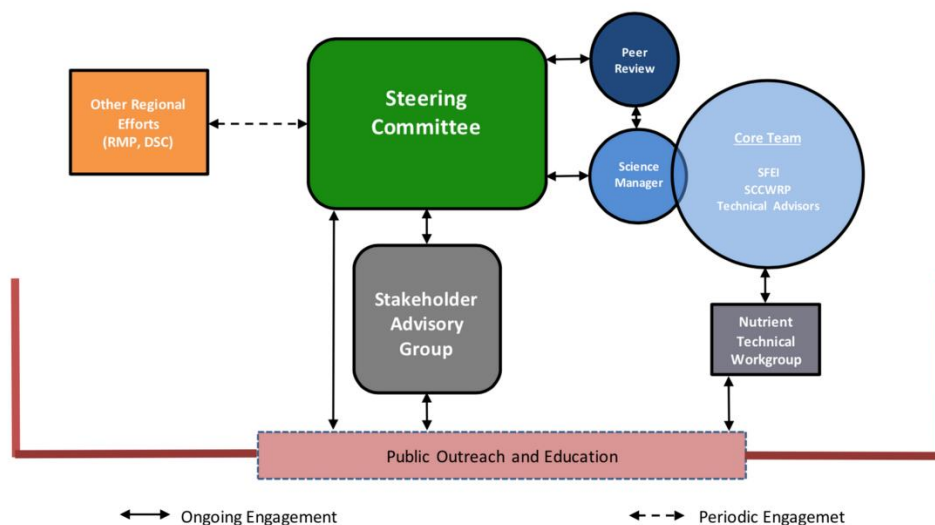 Peer
Review
Steering
Committee
Other Regional
Efforts
(RMP, DSC)
Science
Manager
Core Team
SFEI
SCCWRP
Technical Advisors
Stakeholder
Advisory
Group
Nutrient
Technical
Workgroup
Public Outreach and Education
Ongoing Engagement
Periodic Engagemet